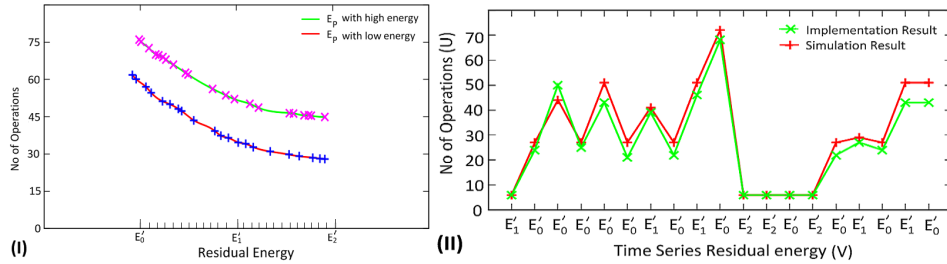 E_p with high energy
E_p with low energy
No of Operations
75
60
45
30
15
0
E′_0 E′_1 E′_2
Residual Energy
(I)
Implementation Result
Simulation Result
No of Operations (U)
70
60
50
40
30
20
10
0
E′_1 E′_0 E′_0 E′_0 E′_0 E′_0 E′_1 E′_0 E′_1 E′_0 E′_2 E′_2 E′_0 E′_2 E′_0 E′_1 E′_0 E′_1 E′_0
Time Series Residual energy (V)
(II)